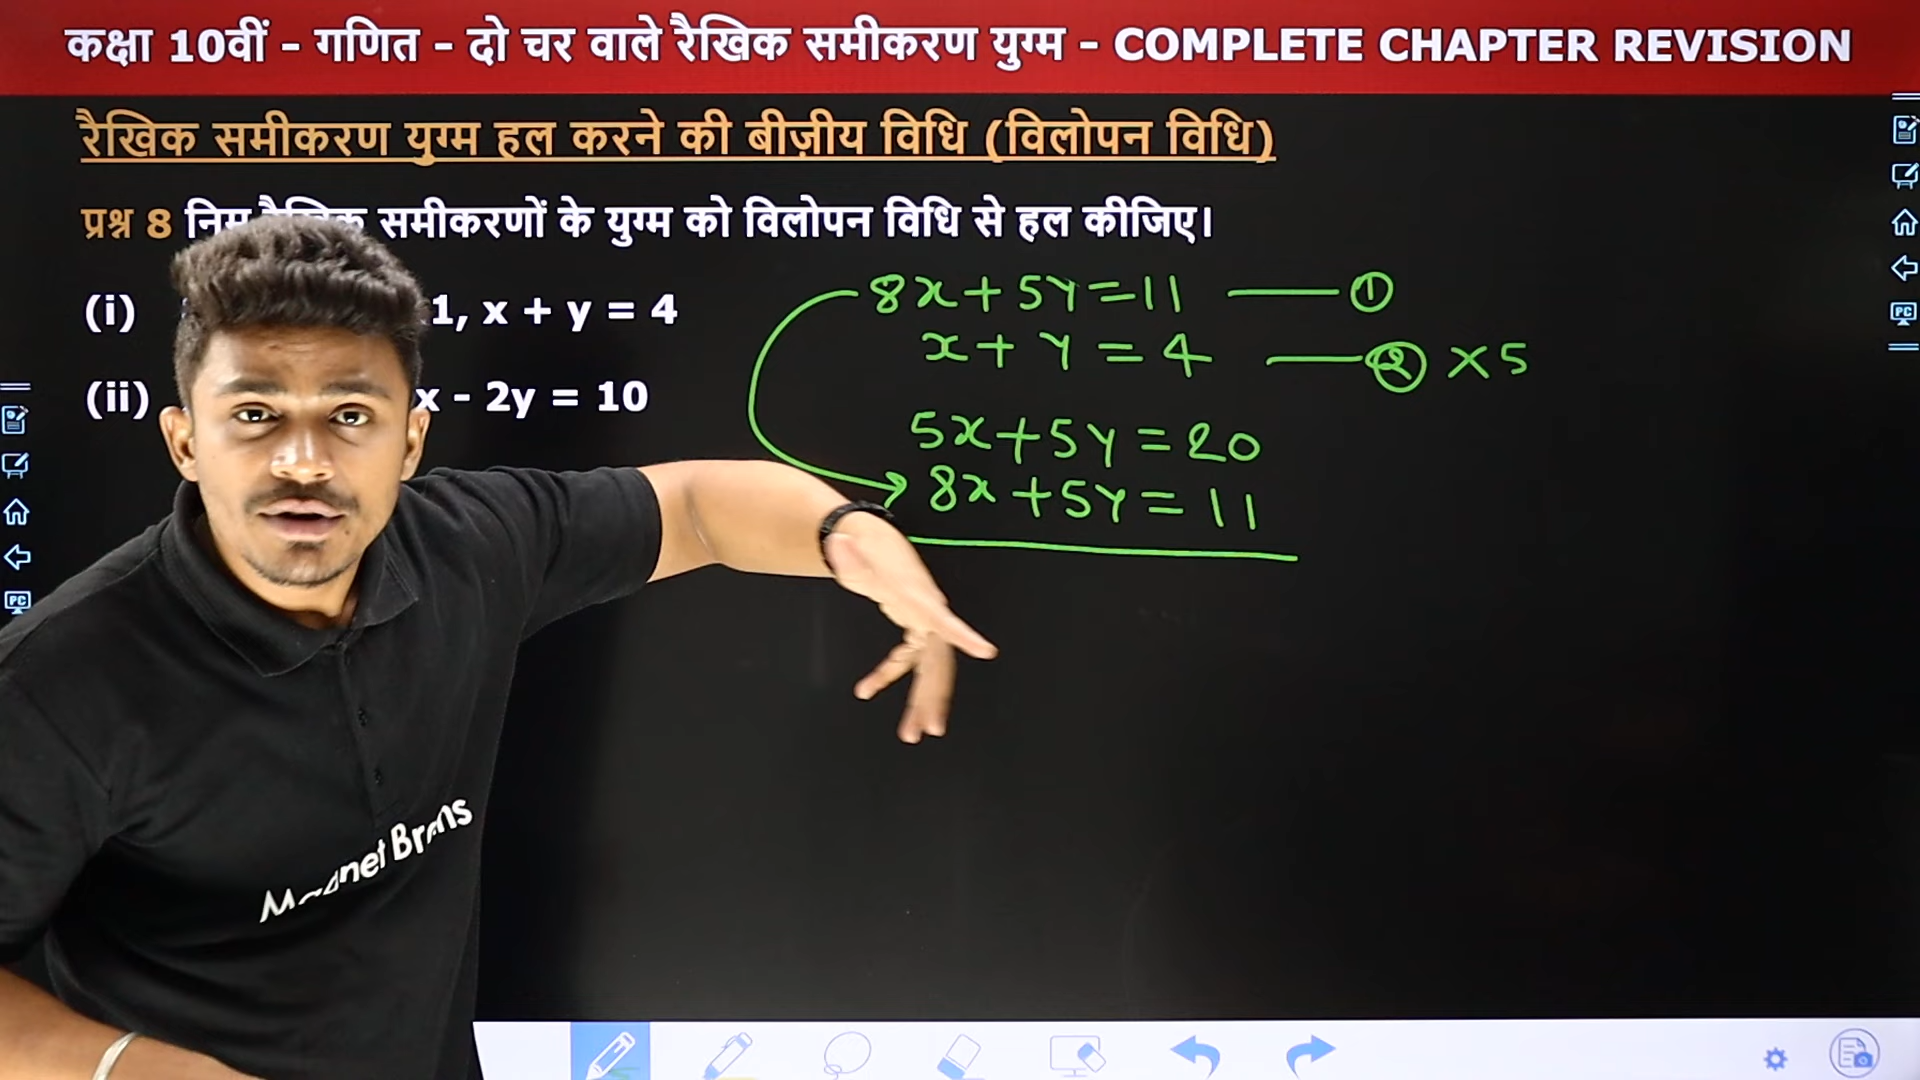 कक्षा 10वीं - गणित - दो चर वाले रैखिक समीकरण युग्म - COMPLETE CHAPTER REVISION
रैखिक समीकरण युग्म हल करने की बीज़ीय विधि (विलोपन विधि)
प्रश्न 8 समीकरणों के युग्म को विलोपन विधि से हल कीजिए।
(i) 1, x + y = 4
(ii) x - 2y = 10
8x+5y=11 —— ①
x+y=4 —— ② ×5
5x+5y=20
8x+5y=11
PC
PC